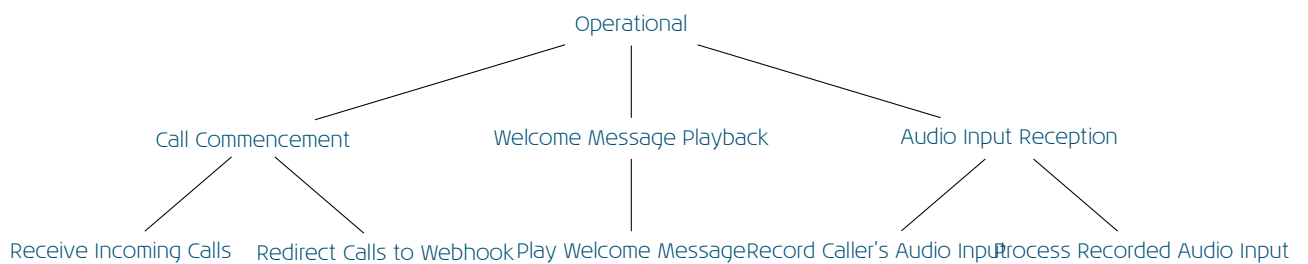 Operational
Call Commencement
Welcome Message Playback
Audio Input Reception
Receive Incoming Calls
Redirect Calls to Webhook
Play Welcome Message
Record Caller's Audio Input
Process Recorded Audio Input